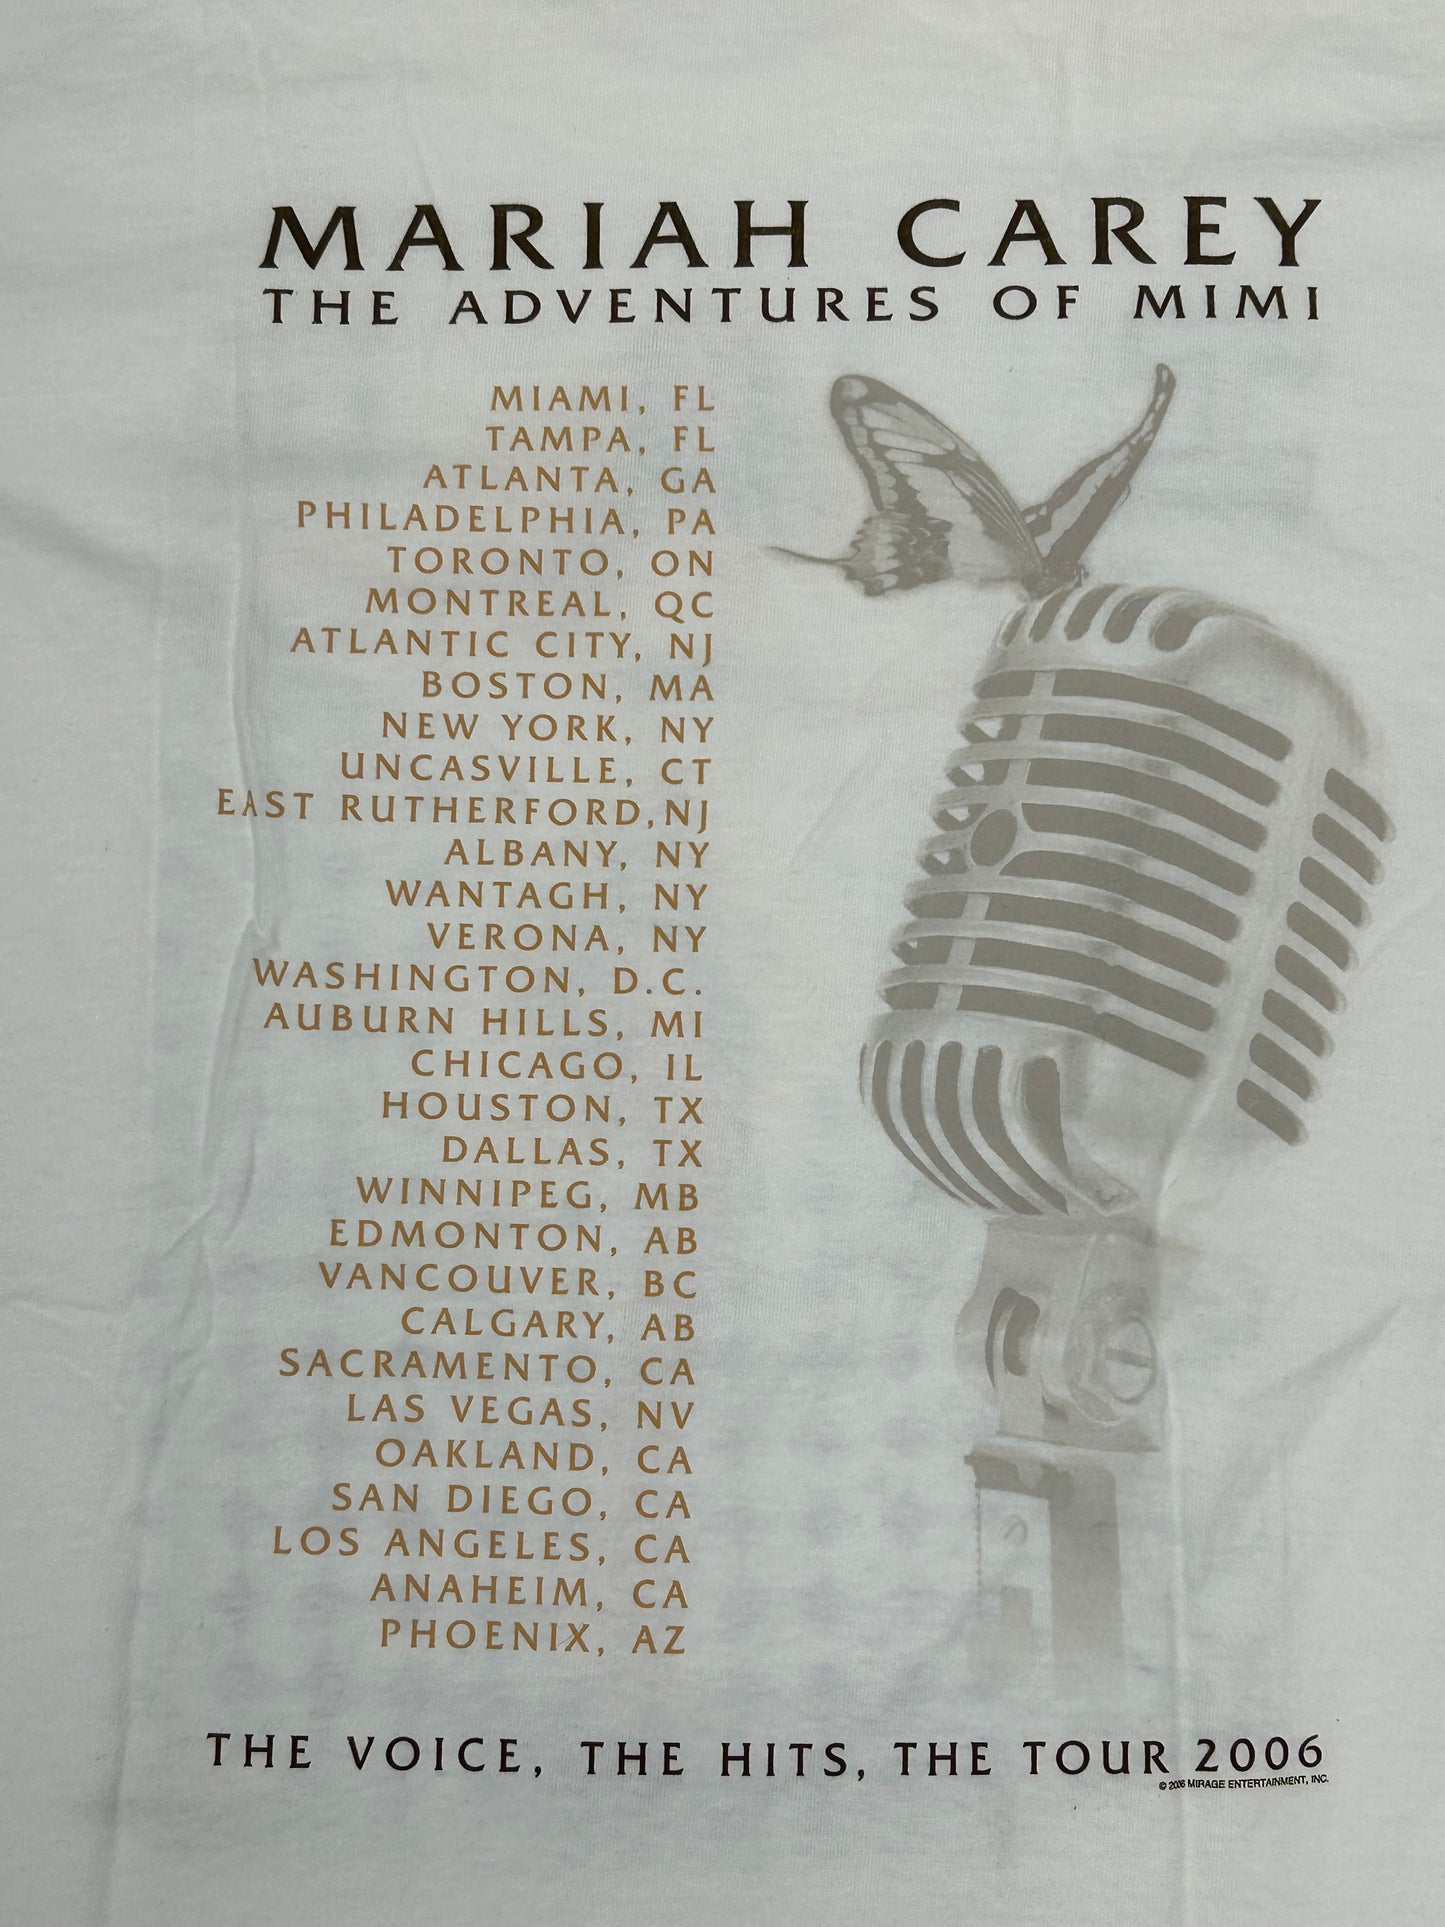 MARIAH CAREY
THE ADVENTURES OF MIMI
MIAMI, FL
TAMPA, FL
ATLANTA, GA
PHILADELPHIA, PA
TORONTO, ON
MONTREAL, QC
ATLANTIC CITY, NJ
BOSTON, MA
NEW YORK, NY
UNCASVILLE, CT
EAST RUTHERFORD, NJ
ALBANY, NY
WANTAGH, NY
VERONA, NY
WASHINGTON, D.C.
AUBURN HILLS, MI
CHICAGO, IL
HOUSTON, TX
DALLAS, TX
WINNIPEG, MB
EDMONTON, AB
VANCOUVER, BC
CALGARY, AB
SACRAMENTO, CA
LAS VEGAS, NV
OAKLAND, CA
SAN DIEGO, CA
LOS ANGELES, CA
ANAHEIM, CA
PHOENIX, AZ
THE VOICE, THE HITS, THE TOUR 2006
© 2006 MIRAGE ENTERTAINMENT, INC.